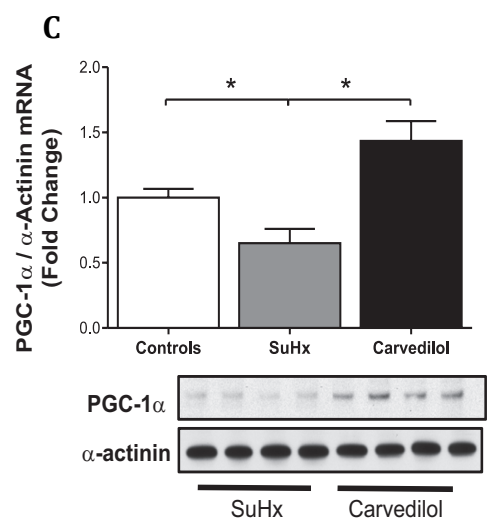 C
PGC-1α / α-Actinin mRNA
(Fold Change)
2.0
1.5
1.0
0.5
0.0
* *
Controls SuHx Carvedilol
PGC-1α
α-actinin
SuHx Carvedilol